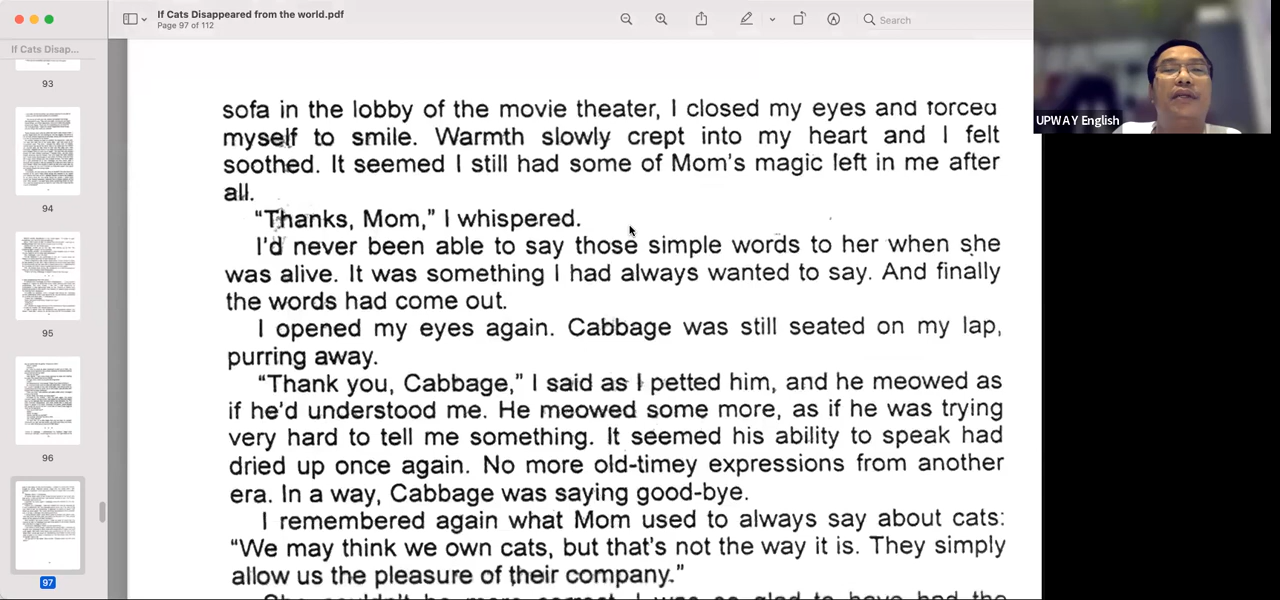 If Cats Disappeared from the world.pdf
Page 97 of 112
Search
If Cats Disap...
93
94
95
96
97
UPWAY English
sofa in the lobby of the movie theater, I closed my eyes and forced
myself to smile. Warmth slowly crept into my heart and I felt
soothed. It seemed I still had some of Mom's magic left in me after
all.
“Thanks, Mom,” I whispered.
I'd never been able to say those simple words to her when she
was alive. It was something I had always wanted to say. And finally
the words had come out.
I opened my eyes again. Cabbage was still seated on my lap,
purring away.
“Thank you, Cabbage,” I said as I petted him, and he meowed as
if he'd understood me. He meowed some more, as if he was trying
very hard to tell me something. It seemed his ability to speak had
dried up once again. No more old-timey expressions from another
era. In a way, Cabbage was saying good-bye.
I remembered again what Mom used to always say about cats:
“We may think we own cats, but that's not the way it is. They simply
allow us the pleasure of their company.”